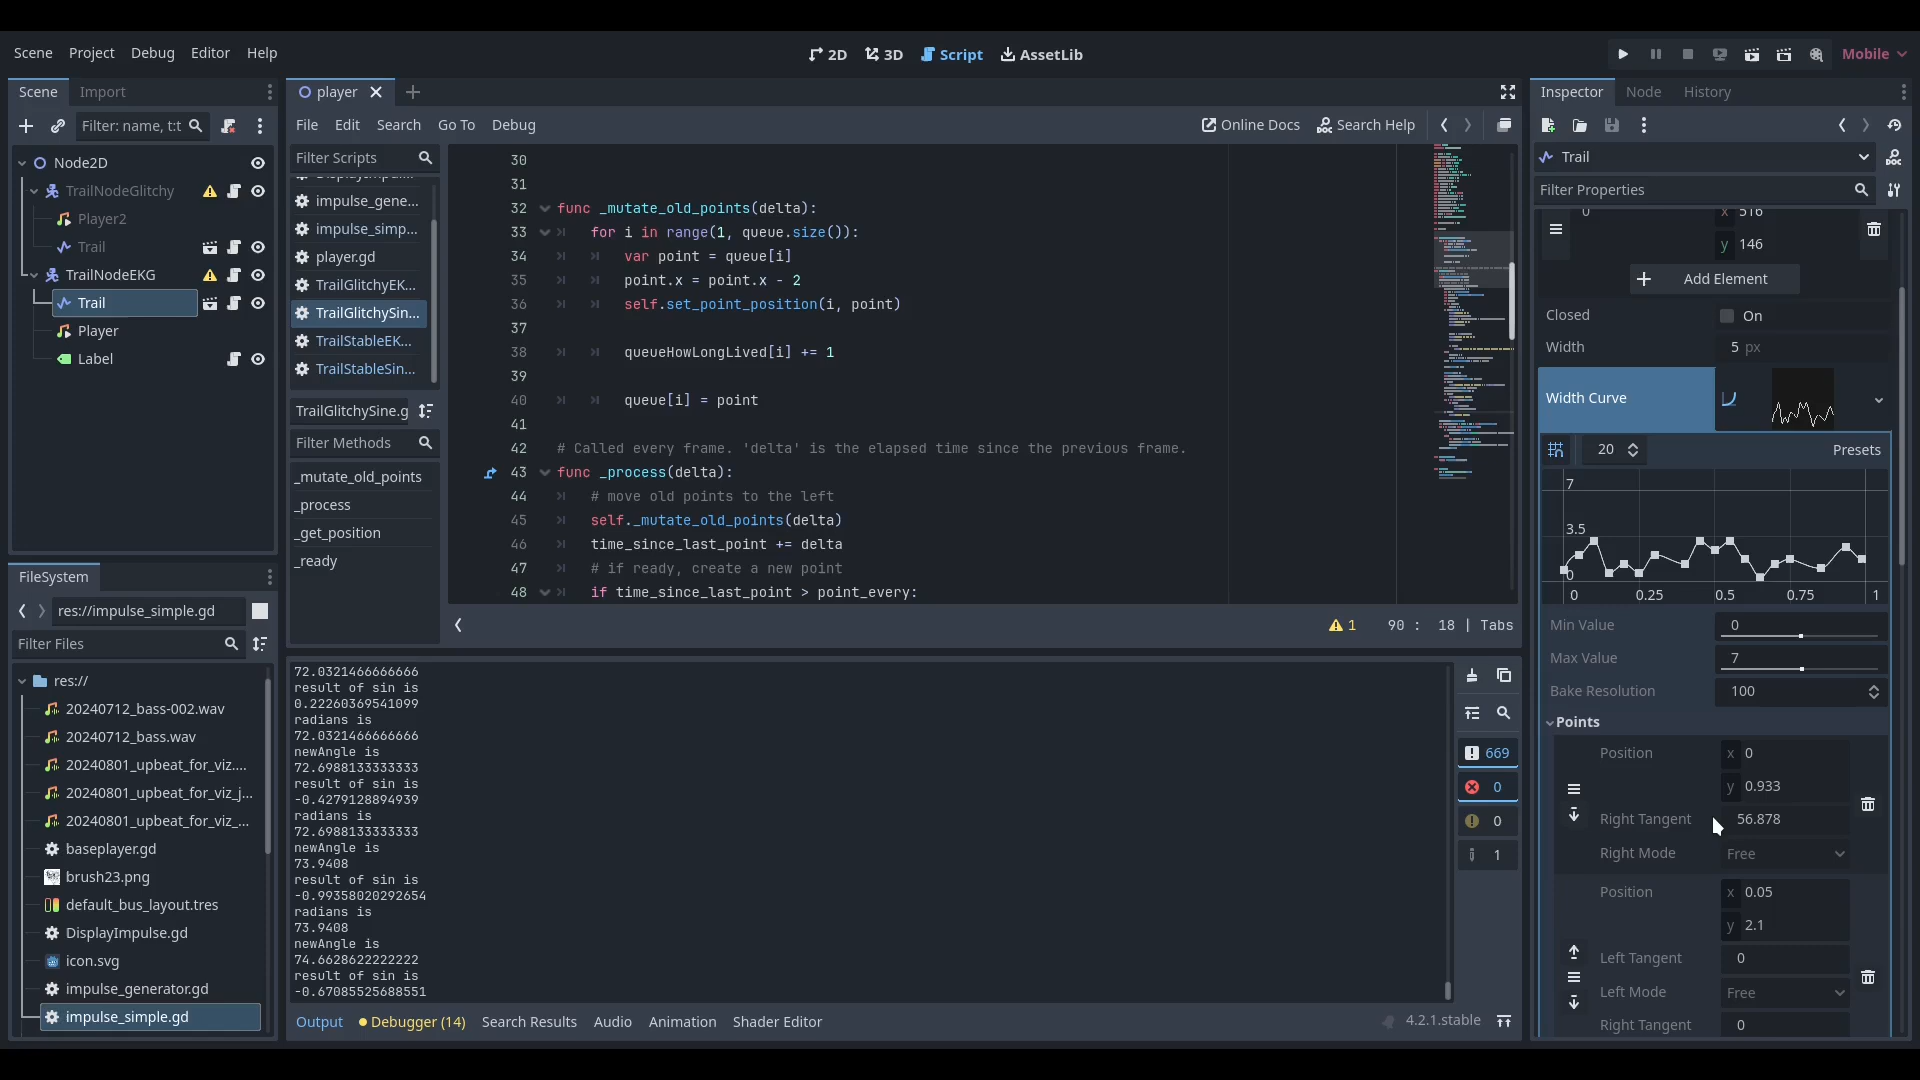 Scene Project Debug Editor Help
2D 3D Script AssetLib
Mobile
Scene Import
Filter: name, t:t
Node2D
TrailNodeGlitchy
Player2
Trail
TrailNodeEKG
Trail
Player
Label
FileSystem
res://impulse_simple.gd
Filter Files
res://
20240712_bass-002.wav
20240712_bass.wav
20240801_upbeat_for_viz....
20240801_upbeat_for_viz_j...
20240801_upbeat_for_viz_...
baseplayer.gd
brush23.png
default_bus_layout.tres
DisplayImpulse.gd
icon.svg
impulse_generator.gd
impulse_simple.gd
player
File Edit Search Go To Debug
Online Docs Search Help
Filter Scripts
impulse_gene...
impulse_simp...
player.gd
TrailGlitchyEK...
TrailGlitchySin...
TrailStableEK...
TrailStableSin...
TrailGlitchySine.g
Filter Methods
_mutate_old_points
_process
_get_position
_ready
30
31
32 func _mutate_old_points(delta):
33 for i in range(1, queue.size()):
34 var point = queue[i]
35 point.x = point.x - 2
36 self.set_point_position(i, point)
37
38 queueHowLongLived[i] += 1
39
40 queue[i] = point
41
42 # Called every frame. 'delta' is the elapsed time since the previous frame.
43 func _process(delta):
44 # move old points to the left
45 self._mutate_old_points(delta)
46 time_since_last_point += delta
47 # if ready, create a new point
48 if time_since_last_point > point_every:
1 90 : 18 | Tabs
72.0321466666666
result of sin is
0.22260369541099
radians is
72.0321466666666
newAngle is
72.6988133333333
result of sin is
-0.4279128894939
radians is
72.6988133333333
newAngle is
73.9408
result of sin is
-0.99358020292654
radians is
73.9408
newAngle is
74.6628622222222
result of sin is
-0.67085525688551
669
0
0
1
Output Debugger (14) Search Results Audio Animation Shader Editor
4.2.1.stable
Inspector Node History
Trail
Filter Properties
0 x 516
y 146
Add Element
Closed On
Width 5 px
Width Curve
20 Presets
7
3.5
0
0 0.25 0.5 0.75 1
Min Value 0
Max Value 7
Bake Resolution 100
Points
Position x 0
y 0.933
Right Tangent 56.878
Right Mode Free
Position x 0.05
y 2.1
Left Tangent 0
Left Mode Free
Right Tangent 0